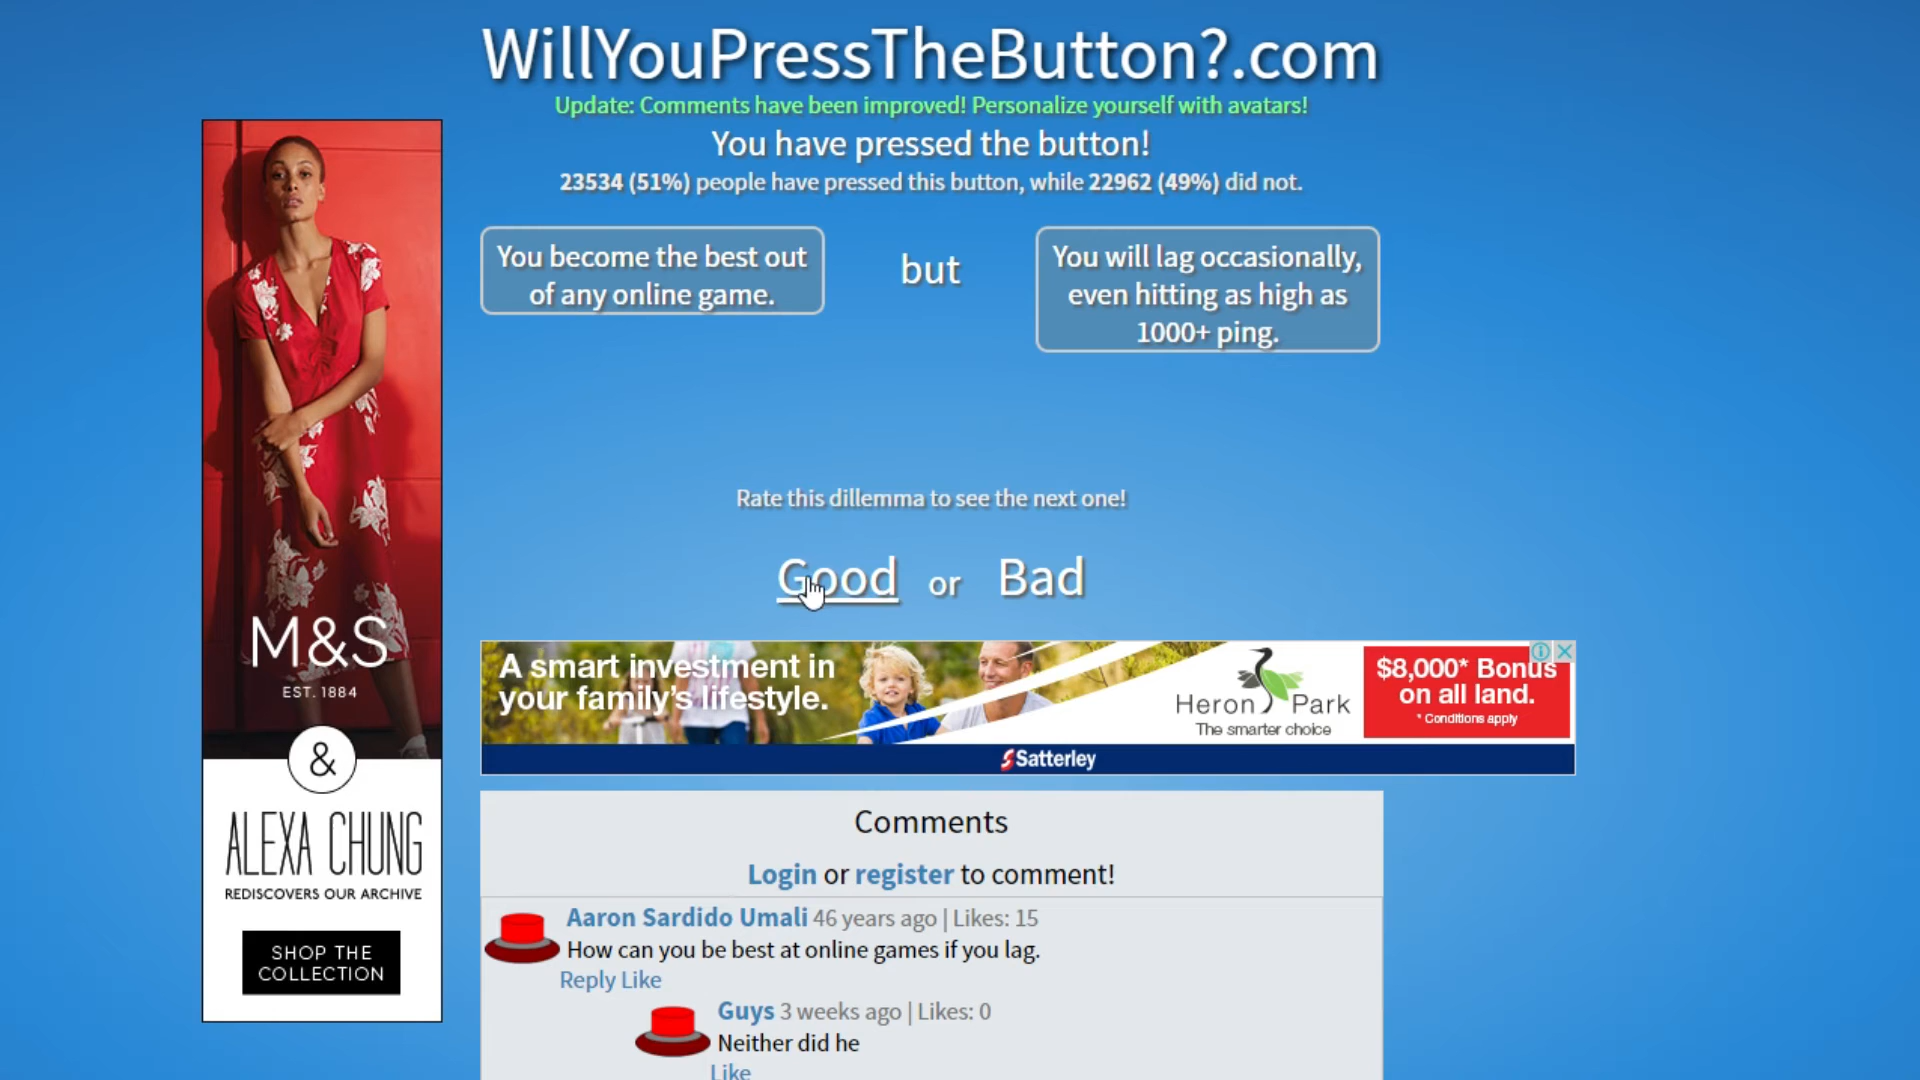 WillYouPressTheButton?.com
Update: Comments have been improved! Personalize yourself with avatars!
You have pressed the button!
23534 (51%) people have pressed this button, while 22962 (49%) did not.
You become the best out
of any online game.
but
You will lag occasionally,
even hitting as high as
1000+ ping.
Rate this dillemma to see the next one!
Good or Bad
M&S
EST. 1884
&
ALEXA CHUNG
REDISCOVERS OUR ARCHIVE
SHOP THE
COLLECTION
A smart investment in
your family's lifestyle.
Heron Park
The smarter choice
$8,000* Bonus
on all land.
* Conditions apply
Satterley
Comments
Login or register to comment!
Aaron Sardido Umali 46 years ago | Likes: 15
How can you be best at online games if you lag.
Reply Like
Guys 3 weeks ago | Likes: 0
Neither did he
Like